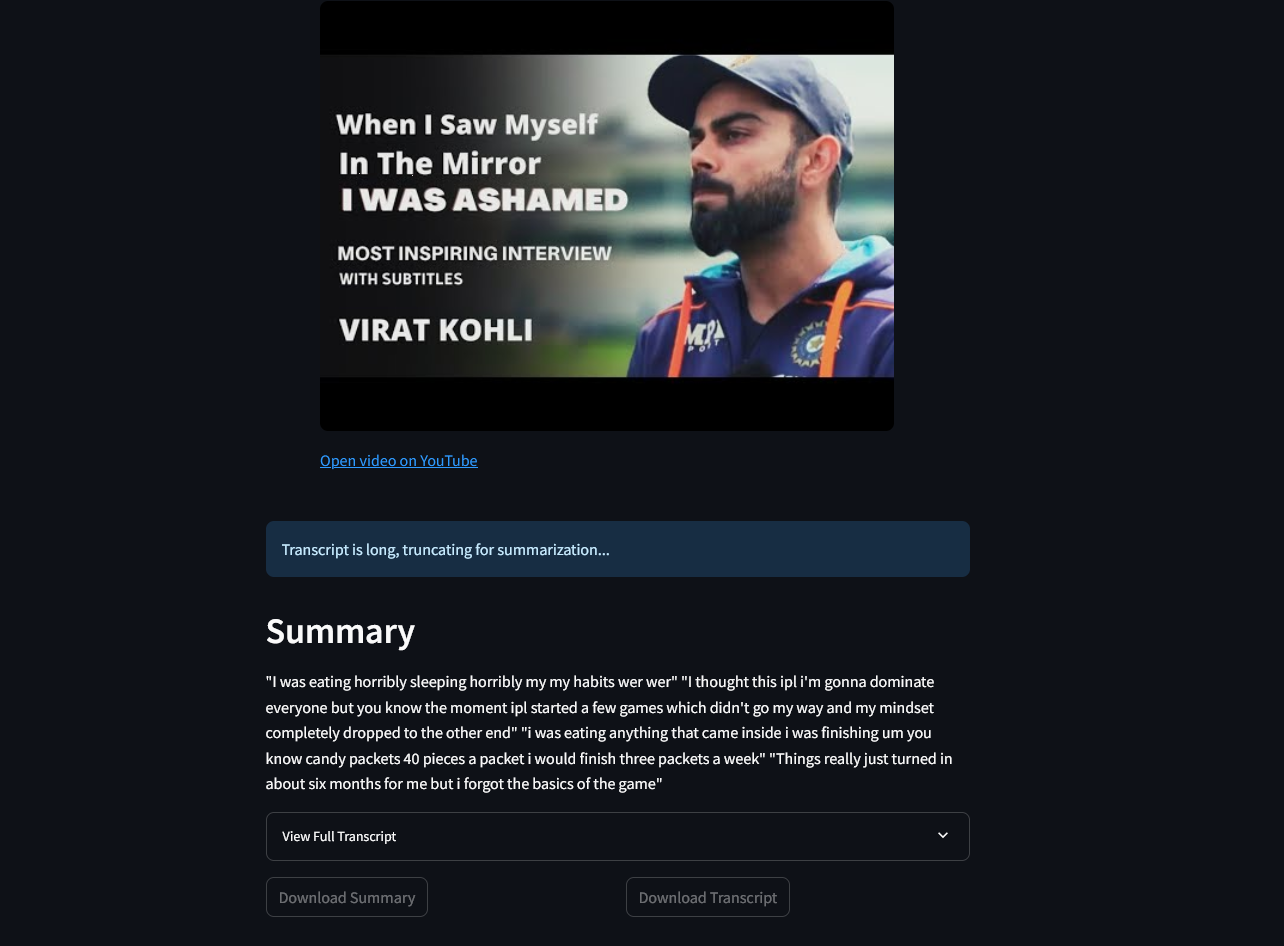 When I Saw Myself
In The Mirror
I WAS ASHAMED
MOST INSPIRING INTERVIEW
WITH SUBTITLES
VIRAT KOHLI
MPL
Open video on YouTube
Transcript is long, truncating for summarization...
Summary
"I was eating horribly sleeping horribly my my habits wer wer" "I thought this ipl i'm gonna dominate
everyone but you know the moment ipl started a few games which didn't go my way and my mindset
completely dropped to the other end" "i was eating anything that came inside i was finishing um you
know candy packets 40 pieces a packet i would finish three packets a week" "Things really just turned in
about six months for me but i forgot the basics of the game"
View Full Transcript
Download Summary
Download Transcript